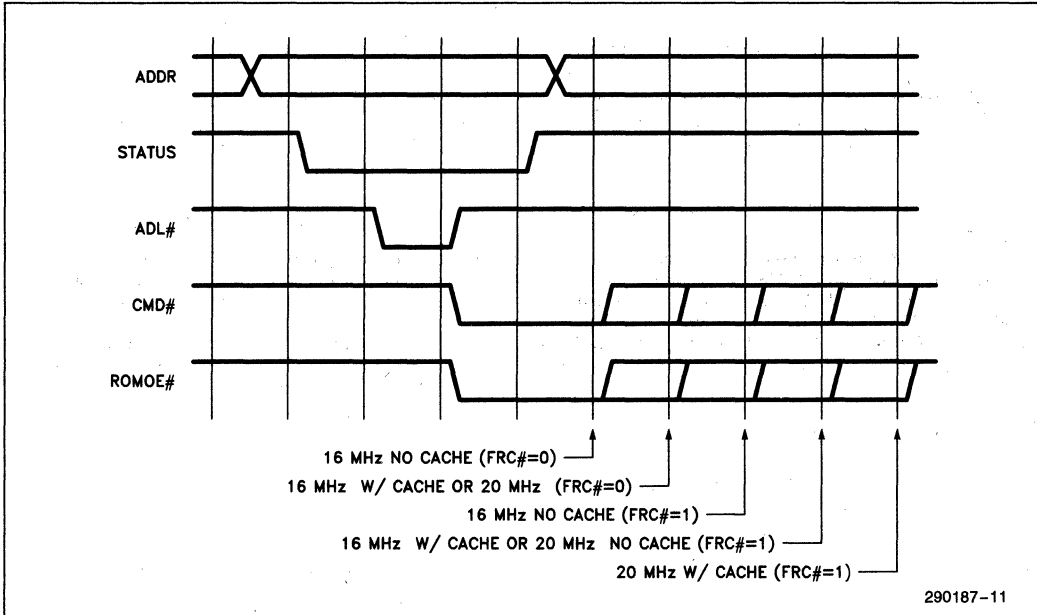 ADDR
STATUS
ADL#
CMD#
ROMOE#
16 MHz NO CACHE (FRC#=0)
16 MHz W/ CACHE OR 20 MHz (FRC#=0)
16 MHz NO CACHE (FRC#=1)
16 MHz W/ CACHE OR 20 MHz NO CACHE (FRC#=1)
20 MHz W/ CACHE (FRC#=1)
290187-11